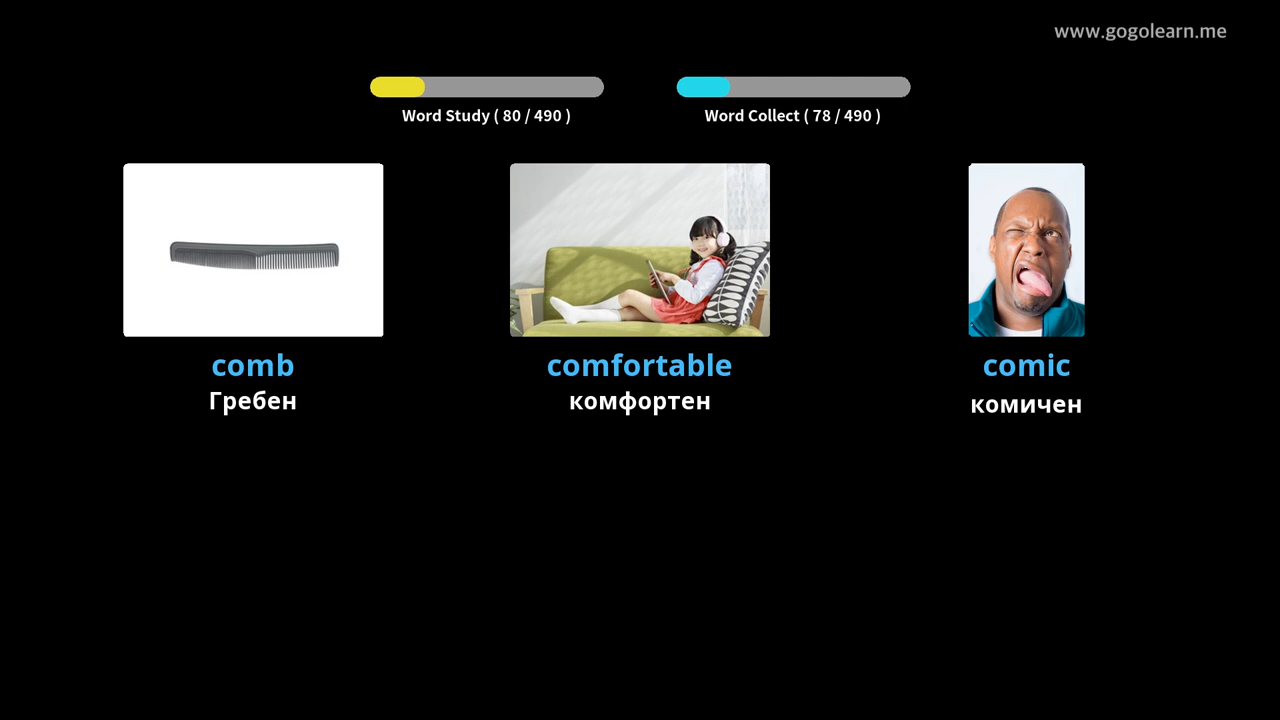 www.gogolearn.me
Word Study ( 80 / 490 )
Word Collect ( 78 / 490 )
comb
Гребен
comfortable
комфортен
comic
комичен